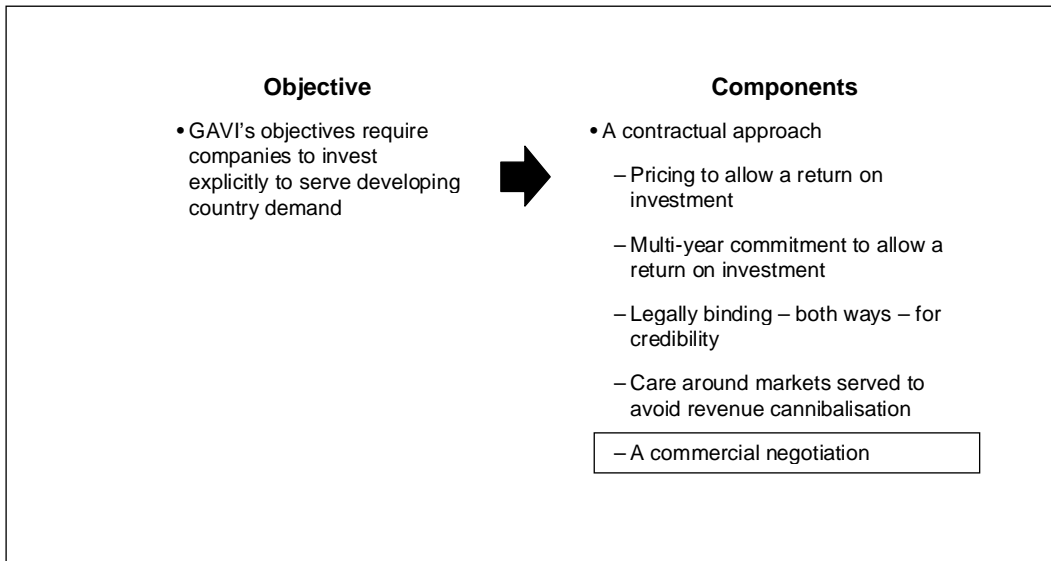 Objective
• GAVI’s objectives require
companies to invest
explicitly to serve developing
country demand
Components
• A contractual approach
– Pricing to allow a return on
investment
– Multi-year commitment to allow a
return on investment
– Legally binding – both ways – for
credibility
– Care around markets served to
avoid revenue cannibalisation
– A commercial negotiation